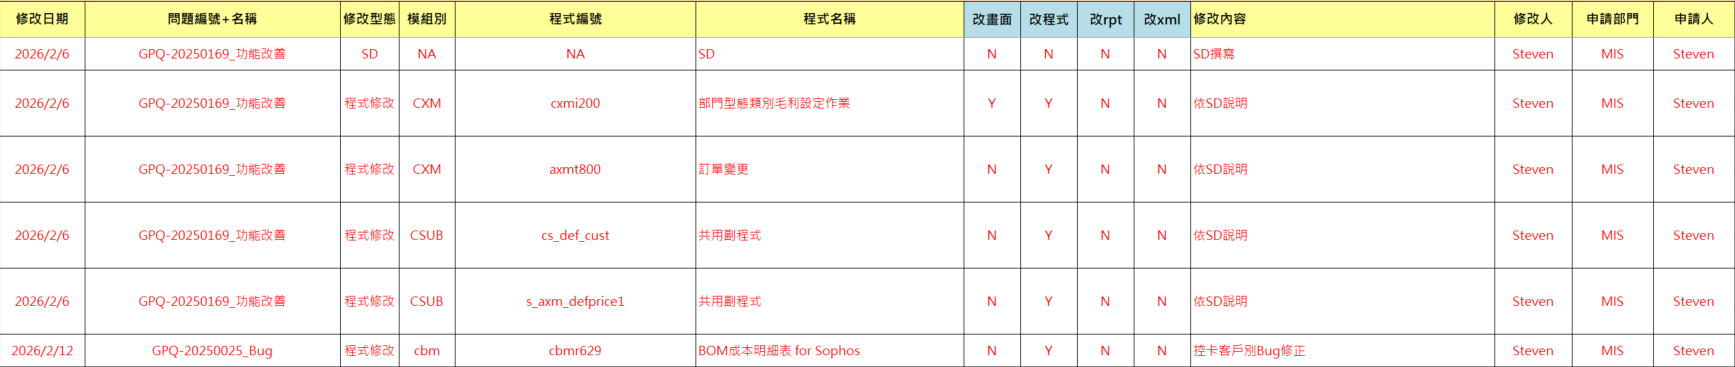 修改日期 問題編號+名稱 修改型態 模組別 程式編號 程式名稱 改畫面 改程式 改rpt 改xml 修改內容 修改人 申請部門 申請人
2026/2/6 GPQ-20250169_功能改善 SD NA NA SD N N N N SD撰寫 Steven MIS Steven
2026/2/6 GPQ-20250169_功能改善 程式修改 CXM cxmi200 部門型態類別毛利設定作業 Y Y N N 依SD說明 Steven MIS Steven
2026/2/6 GPQ-20250169_功能改善 程式修改 CXM axmt800 訂單變更 N Y N N 依SD說明 Steven MIS Steven
2026/2/6 GPQ-20250169_功能改善 程式修改 CSUB cs_def_cust 共用副程式 N Y N N 依SD說明 Steven MIS Steven
2026/2/6 GPQ-20250169_功能改善 程式修改 CSUB s_axm_defprice1 共用副程式 N Y N N 依SD說明 Steven MIS Steven
2026/2/12 GPQ-20250025_Bug 程式修改 cbm cbmr629 BOM成本明細表 for Sophos N Y N N 控卡客戶別Bug修正 Steven MIS Steven